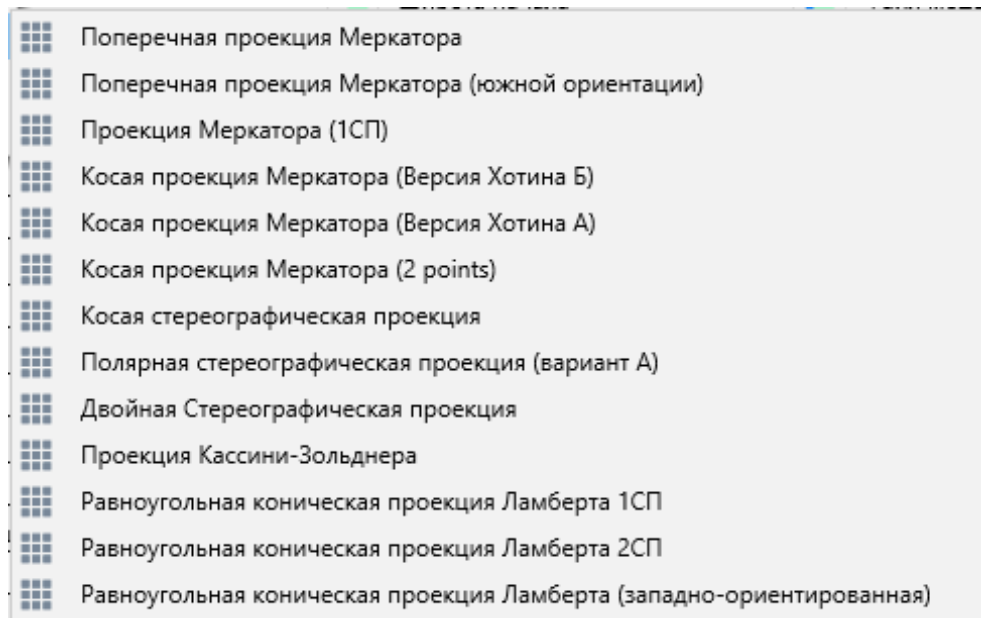 Поперечная проекция Меркатора
Поперечная проекция Меркатора (южной ориентации)
Проекция Меркатора (1СП)
Косая проекция Меркатора (Версия Хотина Б)
Косая проекция Меркатора (Версия Хотина А)
Косая проекция Меркатора (2 points)
Косая стереографическая проекция
Полярная стереографическая проекция (вариант А)
Двойная Стереографическая проекция
Проекция Кассини-Зольднера
Равноугольная коническая проекция Ламберта 1СП
Равноугольная коническая проекция Ламберта 2СП
Равноугольная коническая проекция Ламберта (западно-ориентированная)